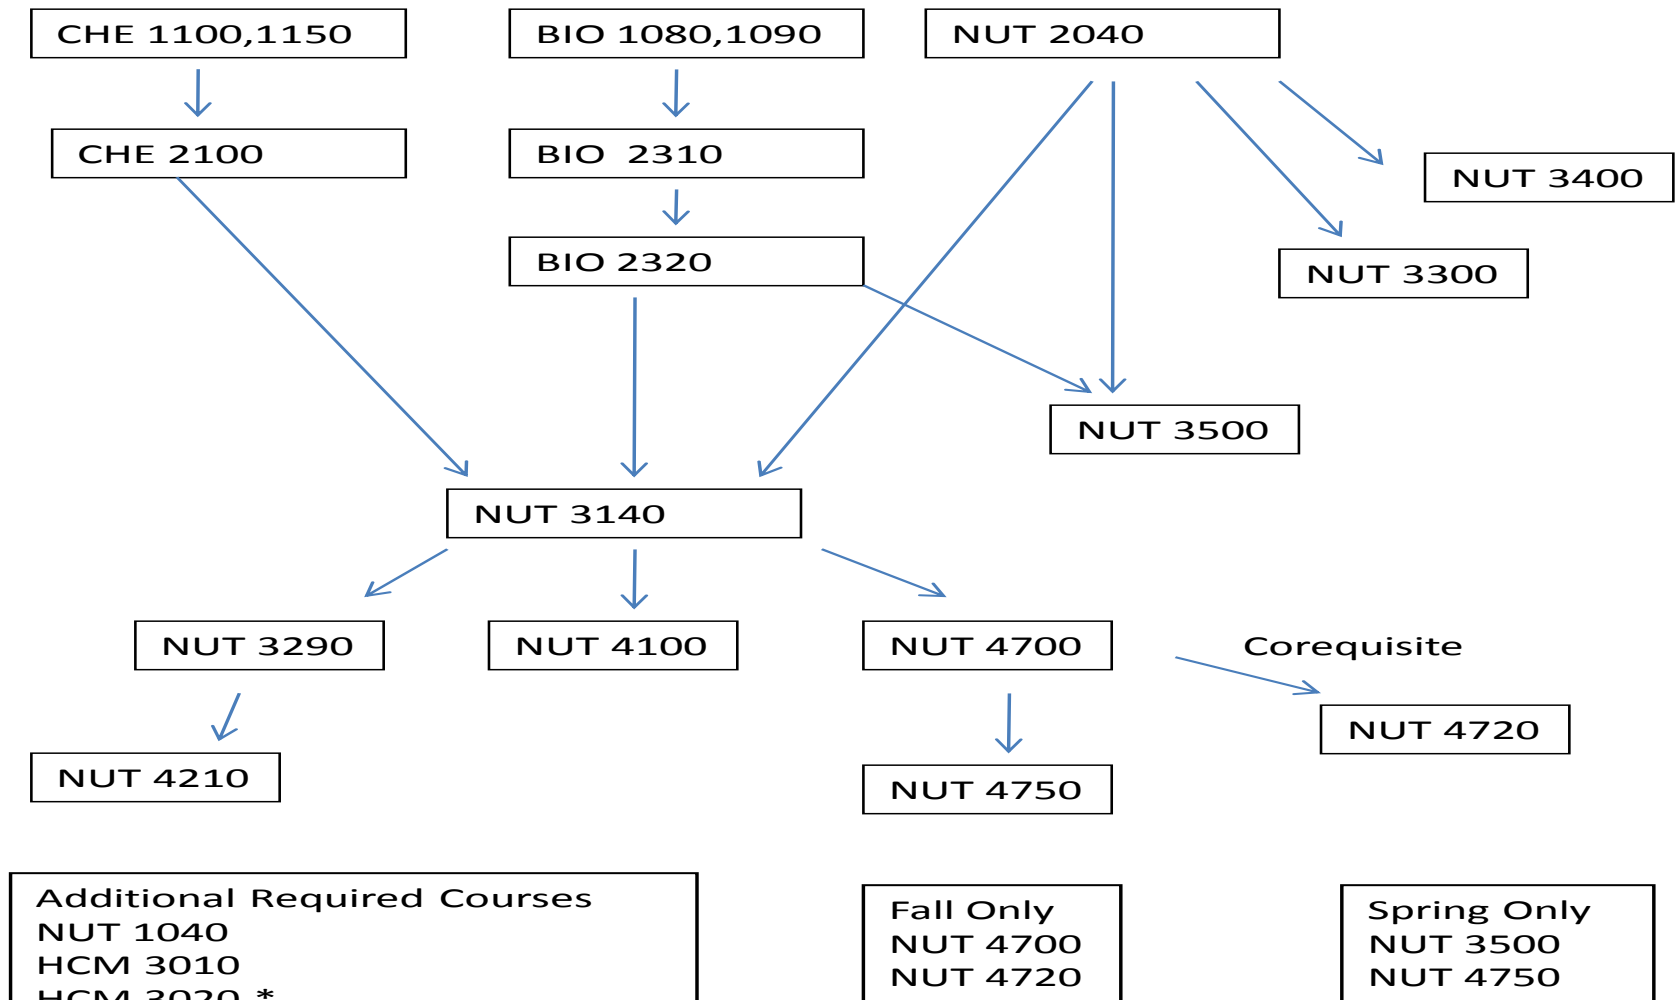 CHE 1100,1150
BIO 1080,1090
NUT 2040
CHE 2100
BIO  2310
NUT 3400
BIO 2320
NUT 3300
NUT 3500
NUT 3140
NUT 3290
NUT 4100
NUT 4700
Corequisite
NUT 4720
NUT 4210
NUT 4750
Additional Required Courses
NUT 1040
HCM 3010
HCM 3020 *
Fall Only
NUT 4700
NUT 4720
Spring Only
NUT 3500
NUT 4750